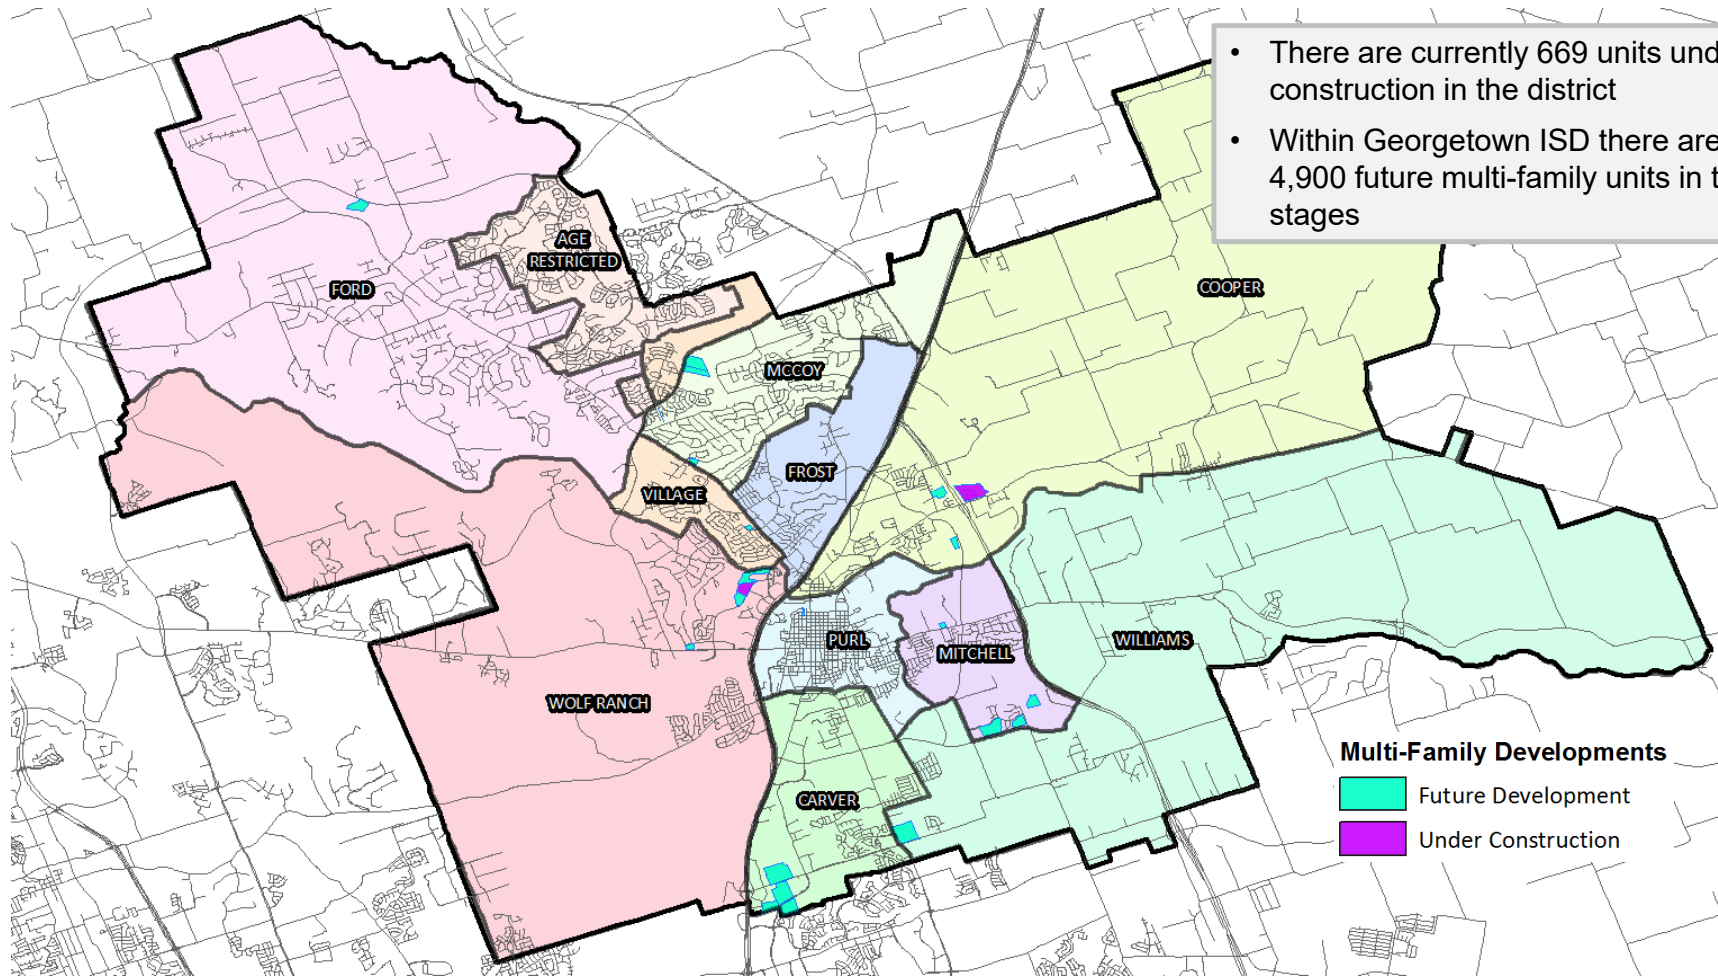 • There are currently 669 units und
construction in the district
• Within Georgetown ISD there are
4,900 future multi-family units in t
stages
AGE
RESTRICTED
FORD
COOPER
MCCOY
FROST
VILLAGE
PURL
MITCHELL
WILLIAMS
WOLF RANCH
CARVER
Multi-Family Developments
Future Development
Under Construction